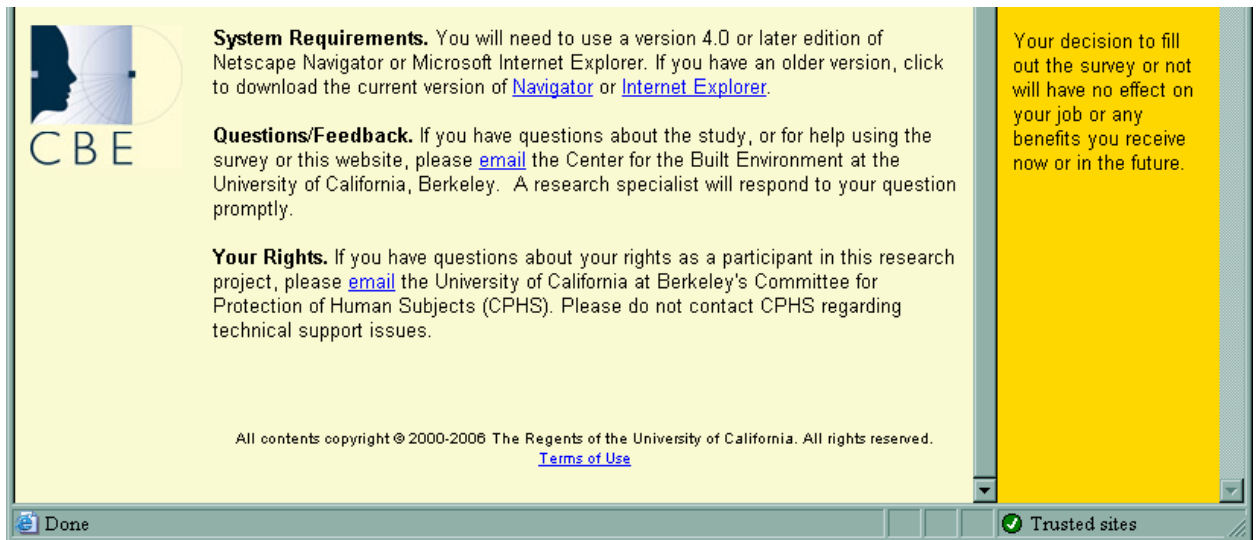 CBE
System Requirements. You will need to use a version 4.0 or later edition of
Netscape Navigator or Microsoft Internet Explorer. If you have an older version, click
to download the current version of Navigator or Internet Explorer.
Questions/Feedback. If you have questions about the study, or for help using the
survey or this website, please email the Center for the Built Environment at the
University of California, Berkeley.  A research specialist will respond to your question
promptly.
Your Rights. If you have questions about your rights as a participant in this research
project, please email the University of California at Berkeley's Committee for
Protection of Human Subjects (CPHS). Please do not contact CPHS regarding
technical support issues.
All contents copyright © 2000-2006 The Regents of the University of California. All rights reserved.
Terms of Use
Your decision to fill
out the survey or not
will have no effect on
your job or any
benefits you receive
now or in the future.
Done
Trusted sites